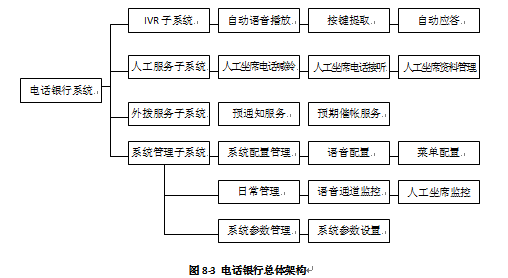 IVR 子系统
自动语音播放
按键提取
自动应答
人工服务子系统
人工坐席电话喊铃
人工坐席电话接听
人工坐席资料管理
电话银行系统
外拨服务子系统
预通知服务
预期催帐服务
系统管理子系统
系统配置管理
语音配置
菜单配置
日常管理
语音通道监控
人工坐席监控
系统参数管理
系统参数设置
图 8-3 电话银行总体架构